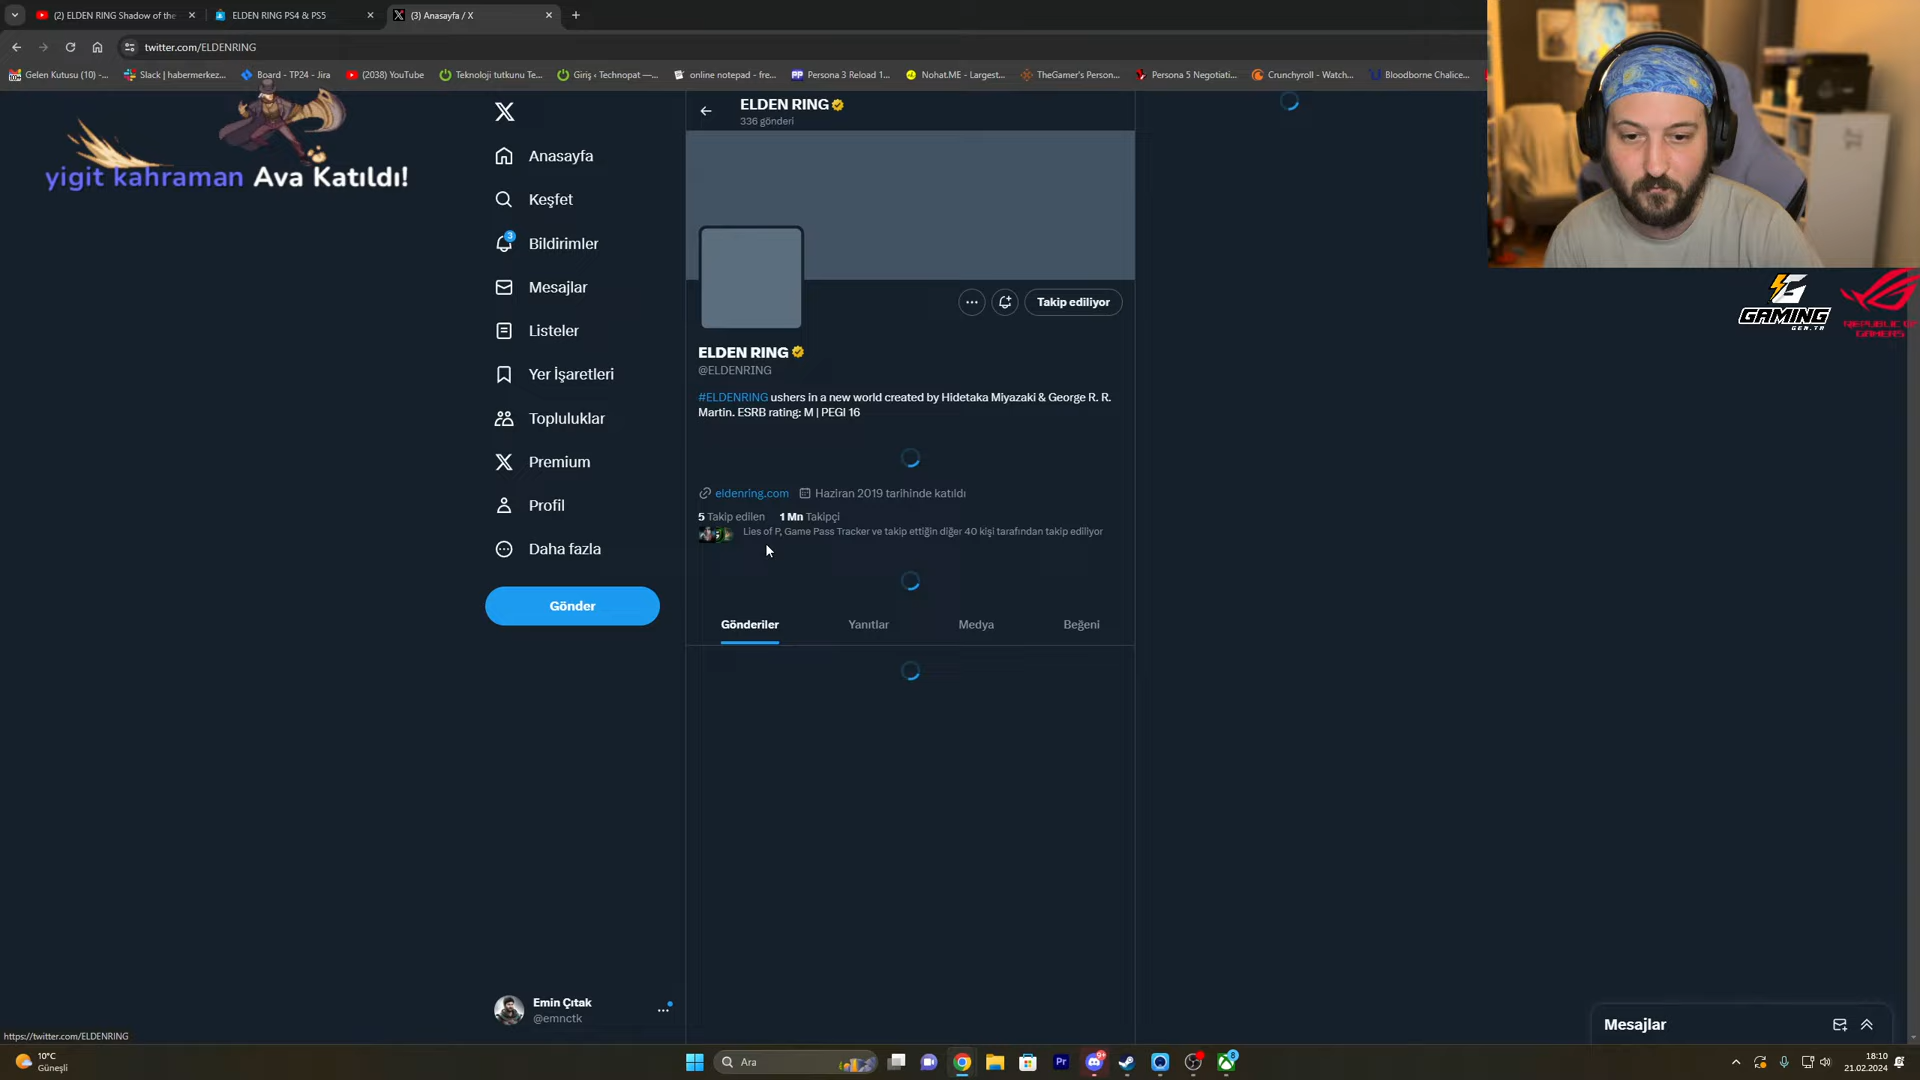 (2) ELDEN RING Shadow of the
ELDEN RING PS4 & PS5
(3) Anasayfa / X
twitter.com/ELDENRING
Gelen Kutusu (10) -...
Slack | habermerkez...
Board - TP24 - Jira
(2038) YouTube
Teknoloji tutkunu Te...
Giriş ‹ Technopat —...
online notepad - fre...
Persona 3 Reload 1...
Nohat.ME - Largest...
TheGamer's Person...
Persona 5 Negotiati...
Crunchyroll - Watch...
Bloodborne Chalice...
yigit kahraman Ava Katıldı!
Anasayfa
Keşfet
3
Bildirimler
Mesajlar
Listeler
Yer İşaretleri
Topluluklar
Premium
Profil
Daha fazla
Gönder
ELDEN RING
336 gönderi
Takip ediliyor
ELDEN RING
@ELDENRING
#ELDENRING ushers in a new world created by Hidetaka Miyazaki & George R. R.
Martin. ESRB rating: M | PEGI 16
eldenring.com Haziran 2019 tarihinde katıldı
5 Takip edilen 1 Mn Takipçi
Lies of P, Game Pass Tracker ve takip ettiğin diğer 40 kişi tarafından takip ediliyor
Gönderiler Yanıtlar Medya Beğeni
GAMING
GEN.TR
REPUBLIC OF
GAMERS
Emin Çıtak
@emnctk
Mesajlar
https://twitter.com/ELDENRING
10°C
Güneşli
Ara
Pr
18:10
21.02.2024